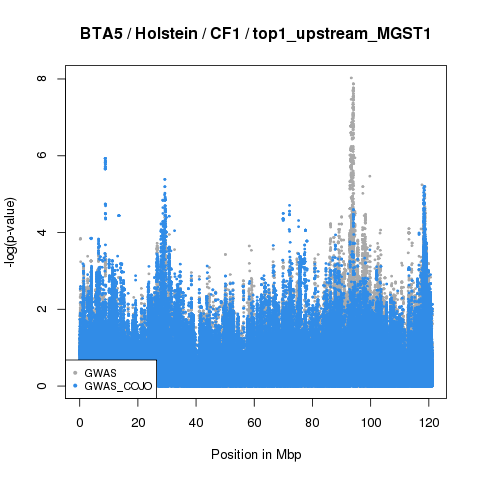 BTA5 / Holstein / CF1 / top1_upstream_MGST1
-log(p-value)
8
6
4
2
0
GWAS
GWAS_COJO
0 20 40 60 80 100 120
Position in Mbp